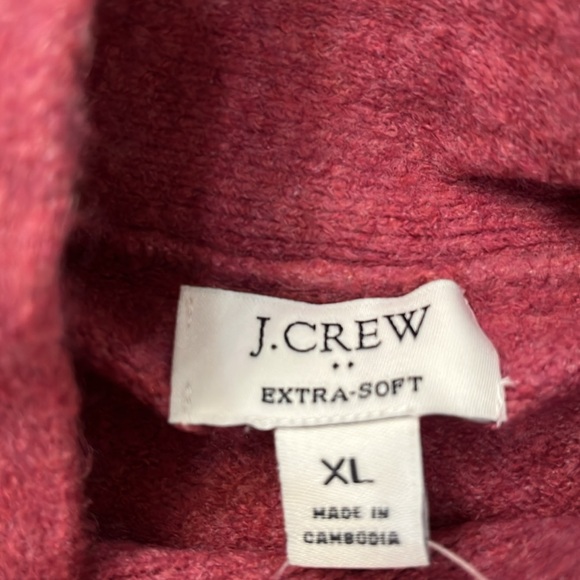 J.CREW
••
EXTRA-SOFT
XL
MADE IN
CAMBODIA